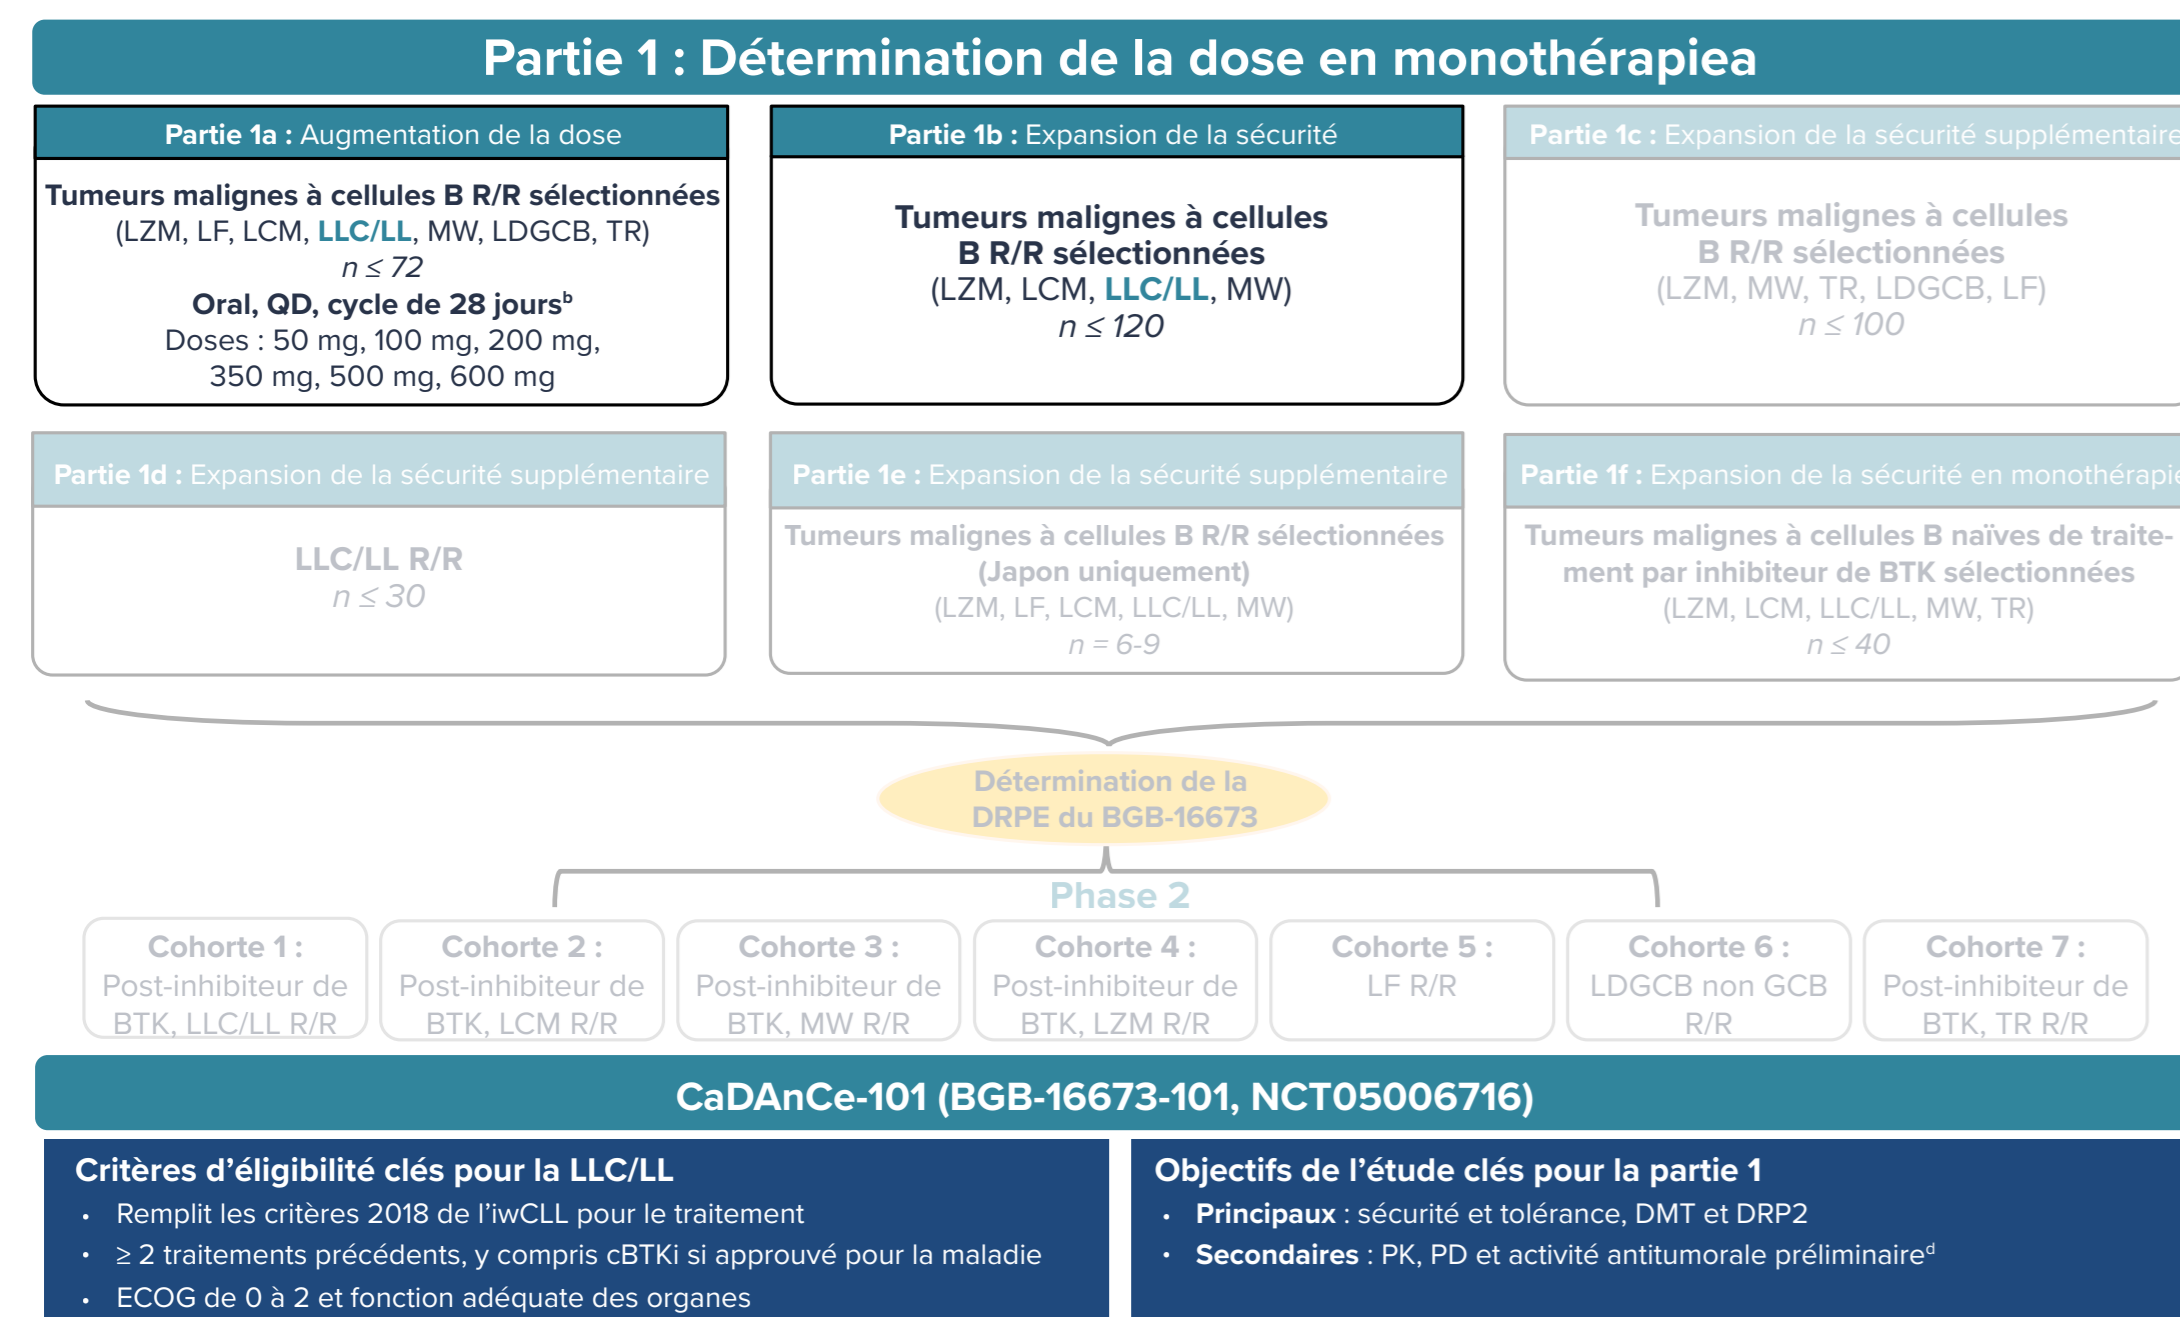 Partie 1 : Détermination de la dose en monothérapiea
Partie 1a : Augmentation de la dose
Tumeurs malignes à cellules B R/R sélectionnées
(LZM, LF, LCM, LLC/LL, MW, LDGCB, TR)
n ≤ 72
Oral, QD, cycle de 28 joursᵇ
Doses : 50 mg, 100 mg, 200 mg,
350 mg, 500 mg, 600 mg
Partie 1b : Expansion de la sécurité
Tumeurs malignes à cellules
B R/R sélectionnées
(LZM, LCM, LLC/LL, MW)
n ≤ 120
Partie 1c : Expansion de la sécurité supplémentaire
Tumeurs malignes à cellules
B R/R sélectionnées
(LZM, MW, TR, LDGCB, LF)
n ≤ 100
Partie 1d : Expansion de la sécurité supplémentaire
LLC/LL R/R
n ≤ 30
Partie 1e : Expansion de la sécurité supplémentaire
Tumeurs malignes à cellules B R/R sélectionnées
(Japon uniquement)
(LZM, LF, LCM, LLC/LL, MW)
n = 6-9
Partie 1f : Expansion de la sécurité en monothérapie
Tumeurs malignes à cellules B naïves de traite-
ment par inhibiteur de BTK sélectionnées
(LZM, LCM, LLC/LL, MW, TR)
n ≤ 40
Détermination de la
DRPE du BGB-16673
Phase 2
Cohorte 1 :
Post-inhibiteur de
BTK, LLC/LL R/R
Cohorte 2 :
Post-inhibiteur de
BTK, LCM R/R
Cohorte 3 :
Post-inhibiteur de
BTK, MW R/R
Cohorte 4 :
Post-inhibiteur de
BTK, LZM R/R
Cohorte 5 :
LF R/R
Cohorte 6 :
LDGCB non GCB
R/R
Cohorte 7 :
Post-inhibiteur de
BTK, TR R/R
CaDAnCe-101 (BGB-16673-101, NCT05006716)
Critères d’éligibilité clés pour la LLC/LL
• Remplit les critères 2018 de l’iwCLL pour le traitement
• ≥ 2 traitements précédents, y compris cBTKi si approuvé pour la maladie
• ECOG de 0 à 2 et fonction adéquate des organes
Objectifs de l’étude clés pour la partie 1
• Principaux : sécurité et tolérance, DMT et DRP2
• Secondaires : PK, PD et activité antitumorale préliminaireᵈ